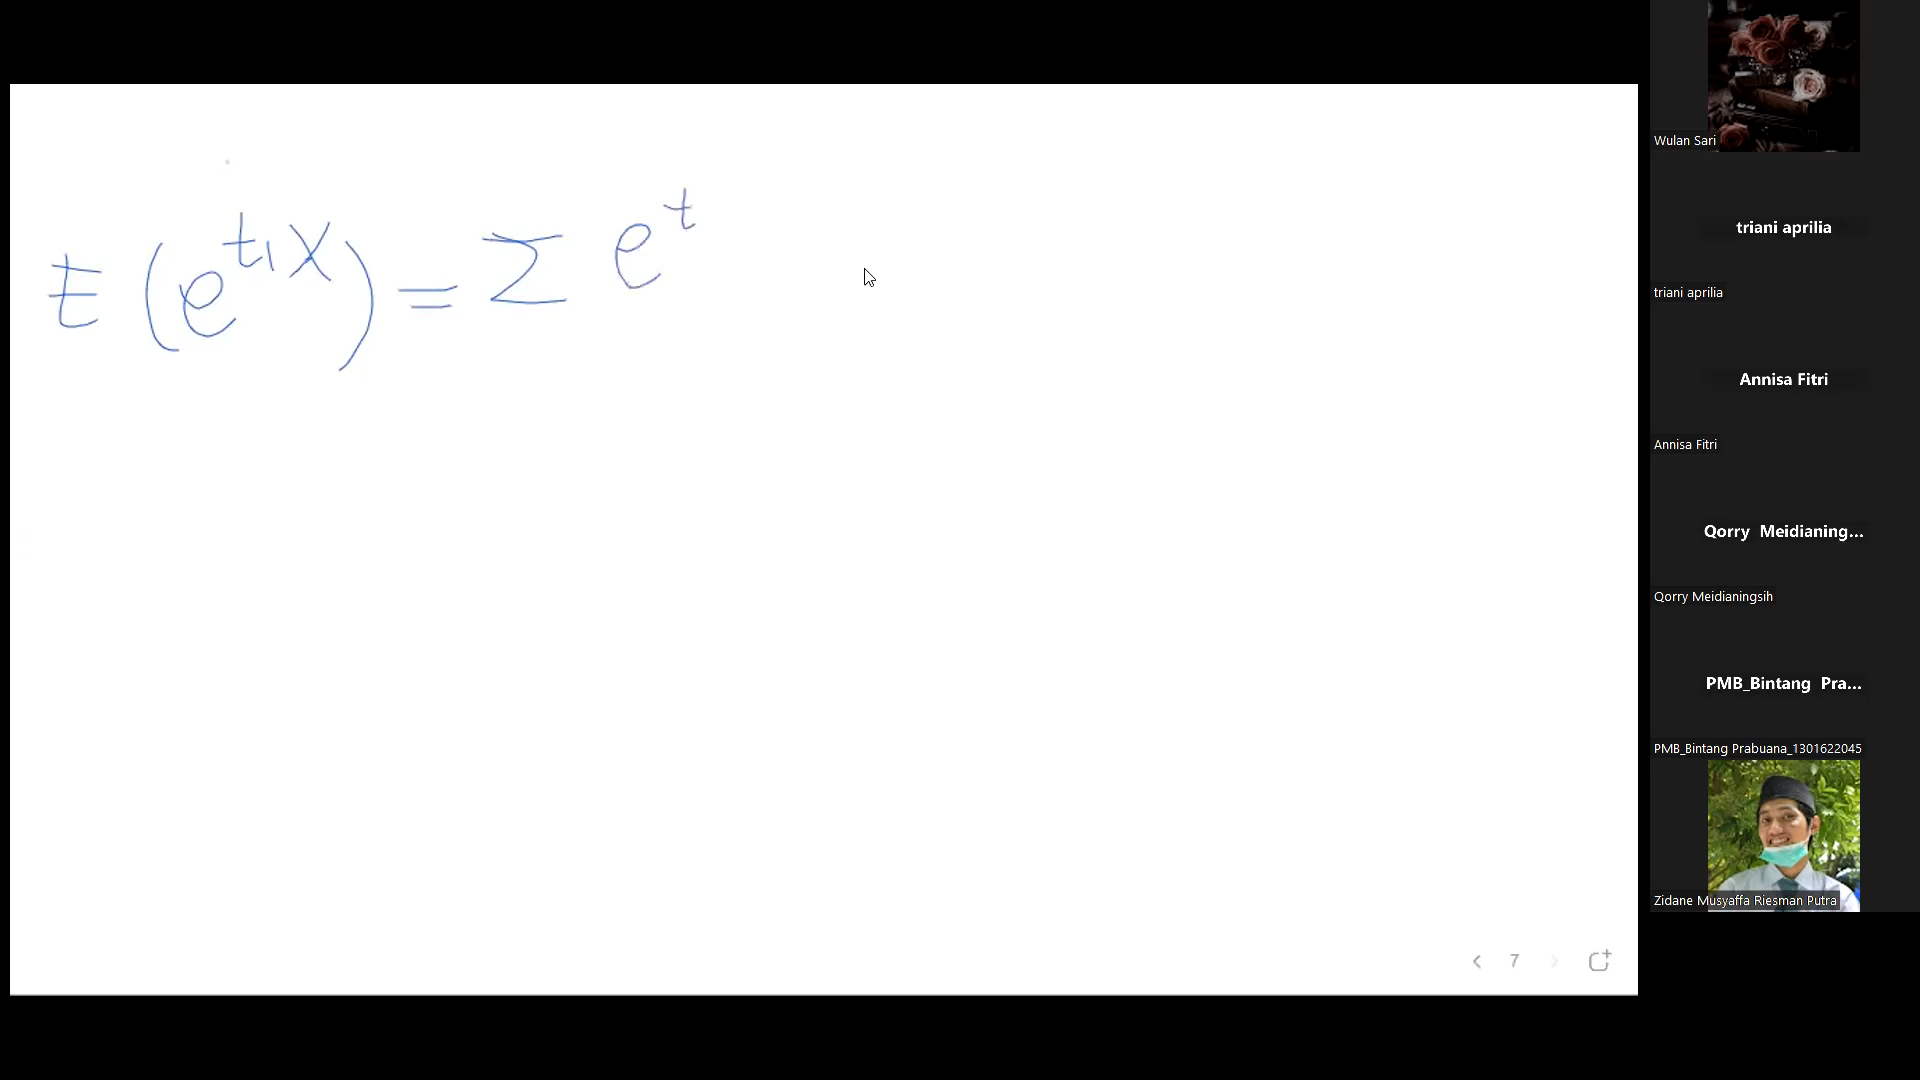 E (e^{t_1 X}) = Σ e^t
Wulan Sari
triani aprilia
triani aprilia
Annisa Fitri
Annisa Fitri
Qorry Meidianing...
Qorry Meidianingsih
PMB_Bintang Pra...
PMB_Bintang Prabuana_1301622045
Zidane Musyaffa Riesman Putra
7